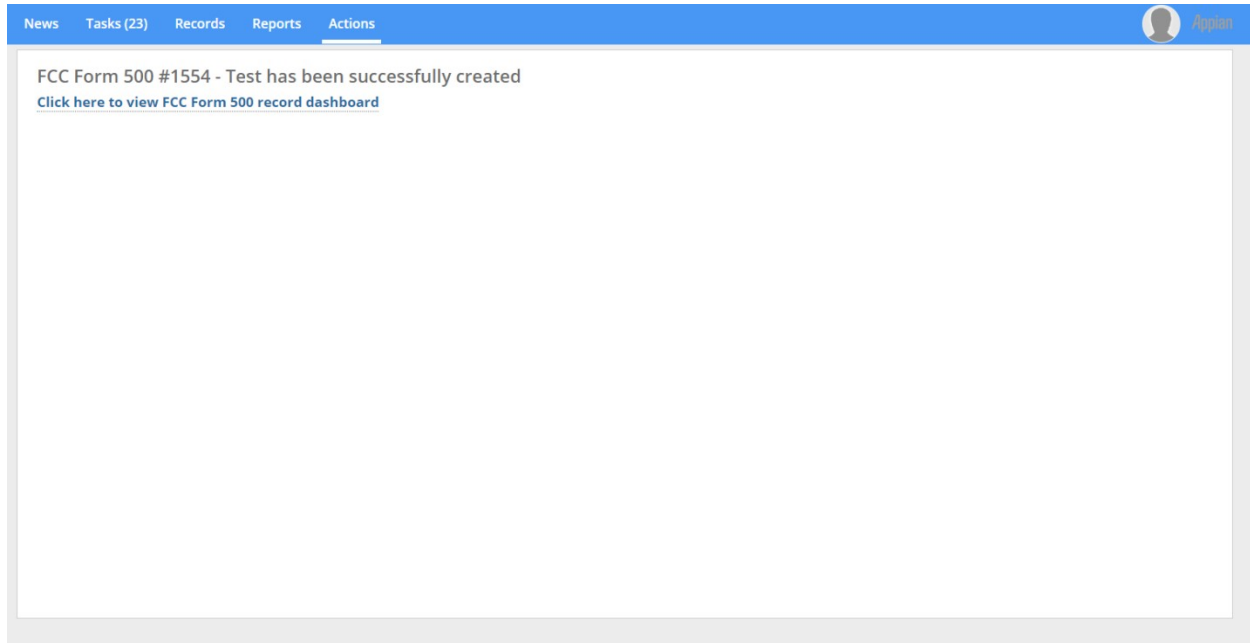 News Tasks (23) Records Reports Actions Appian
FCC Form 500 #1554 - Test has been successfully created
Click here to view FCC Form 500 record dashboard